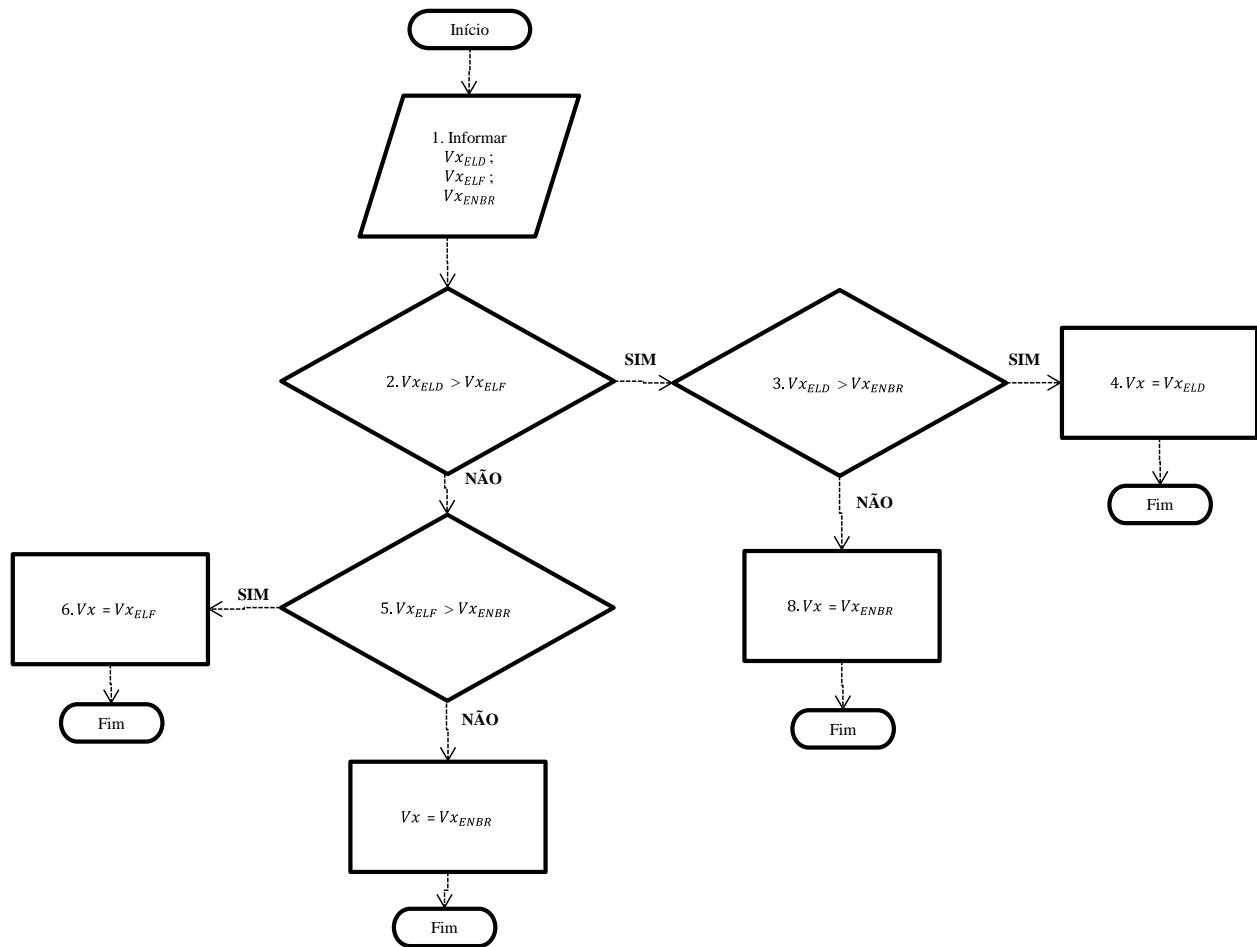 Início
1. Informar
Vx_ELD ;
Vx_ELF ;
Vx_ENBR
2. Vx_ELD > Vx_ELF
SIM
3. Vx_ELD > Vx_ENBR
SIM
4. Vx = Vx_ELD
Fim
NÃO
NÃO
5. Vx_ELF > Vx_ENBR
SIM
6. Vx = Vx_ELF
Fim
8. Vx = Vx_ENBR
Fim
NÃO
Vx = Vx_ENBR
Fim